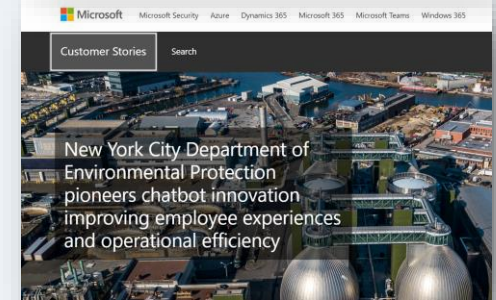 Microsoft Microsoft Security Azure Dynamics 365 Microsoft 365 Microsoft Teams Windows 365
Customer Stories Search
New York City Department of
Environmental Protection
pioneers chatbot innovation
improving employee experiences
and operational efficiency